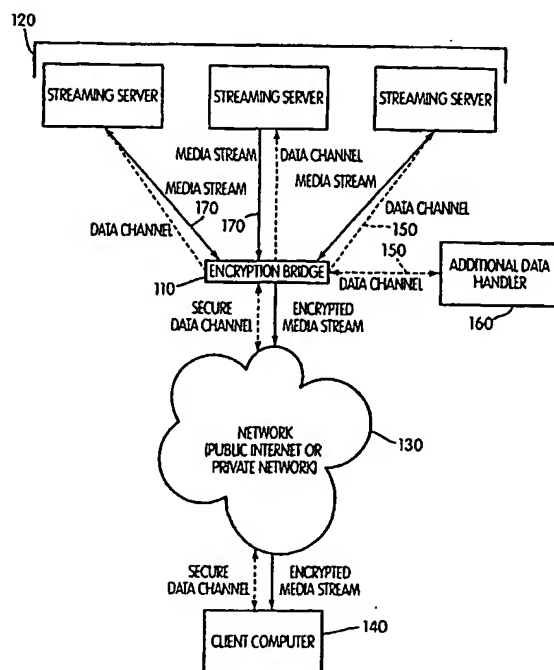 120
STREAMING SERVER
STREAMING SERVER
STREAMING SERVER
MEDIA STREAM
DATA CHANNEL
MEDIA STREAM
MEDIA STREAM
170
170
DATA CHANNEL
DATA CHANNEL
150
150
110
ENCRYPTION BRIDGE
DATA CHANNEL
ADDITIONAL DATA
HANDLER
160
SECURE
DATA CHANNEL
ENCRYPTED
MEDIA STREAM
NETWORK
(PUBLIC INTERNET OR
PRIVATE NETWORK)
130
SECURE
DATA CHANNEL
ENCRYPTED
MEDIA STREAM
CLIENT COMPUTER
140